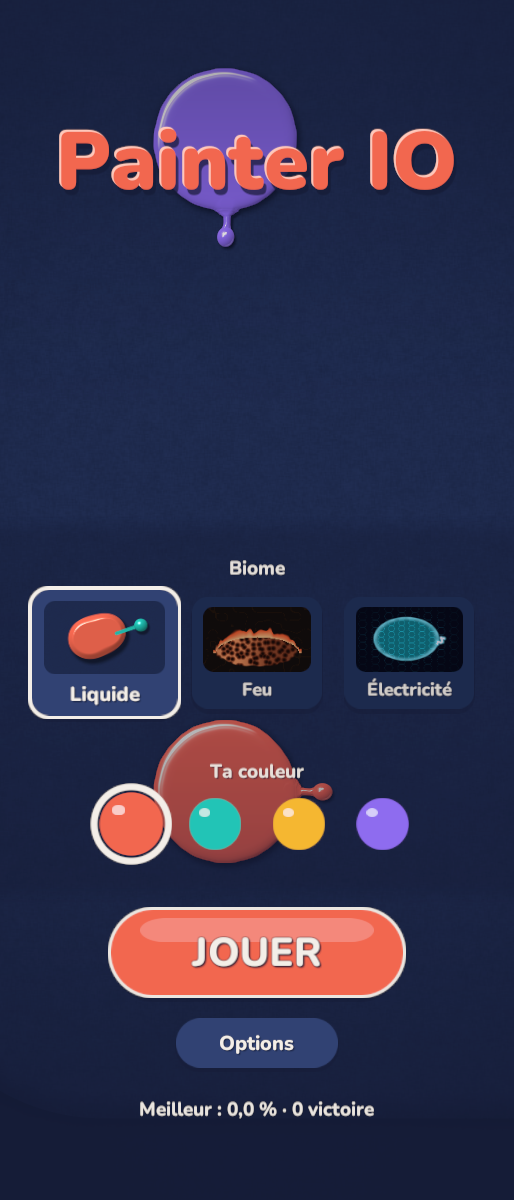 Painter IO
Biome
Liquide
Feu
Électricité
Ta couleur
JOUER
Options
Meilleur : 0,0 % · 0 victoire